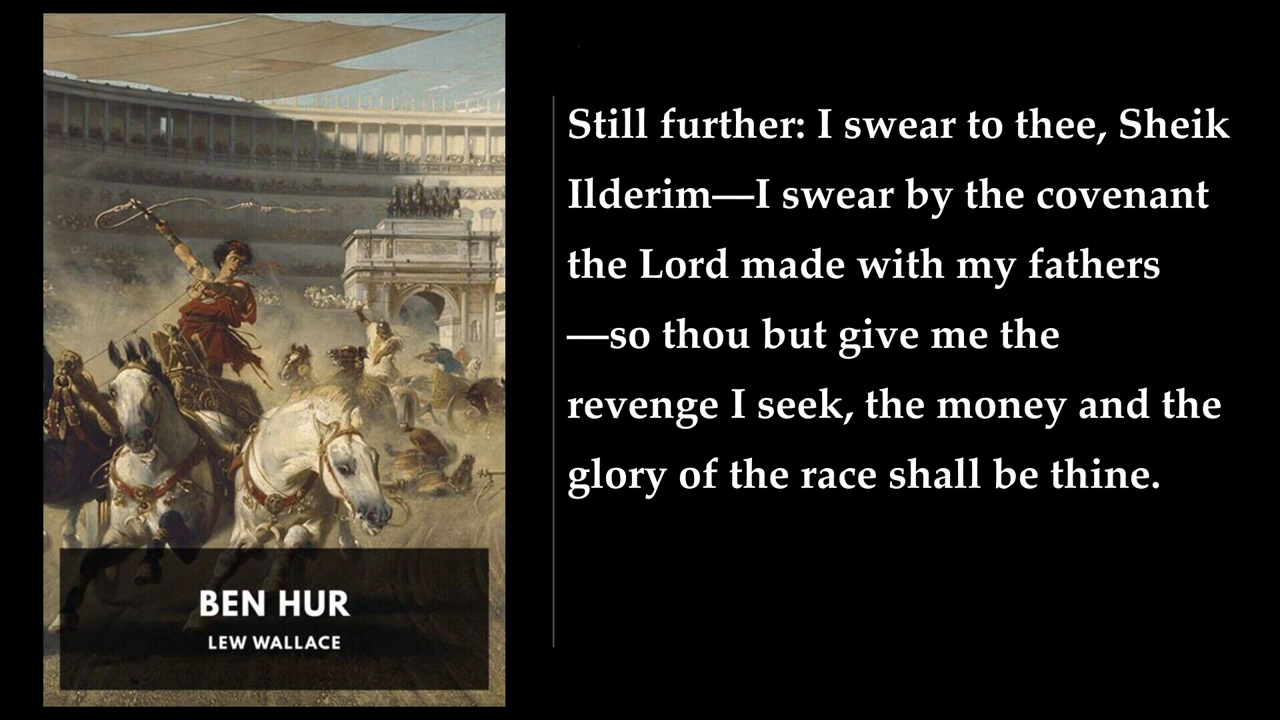 BEN HUR
LEW WALLACE
Still further: I swear to thee, Sheik
Ilderim—I swear by the covenant
the Lord made with my fathers
—so thou but give me the
revenge I seek, the money and the
glory of the race shall be thine.